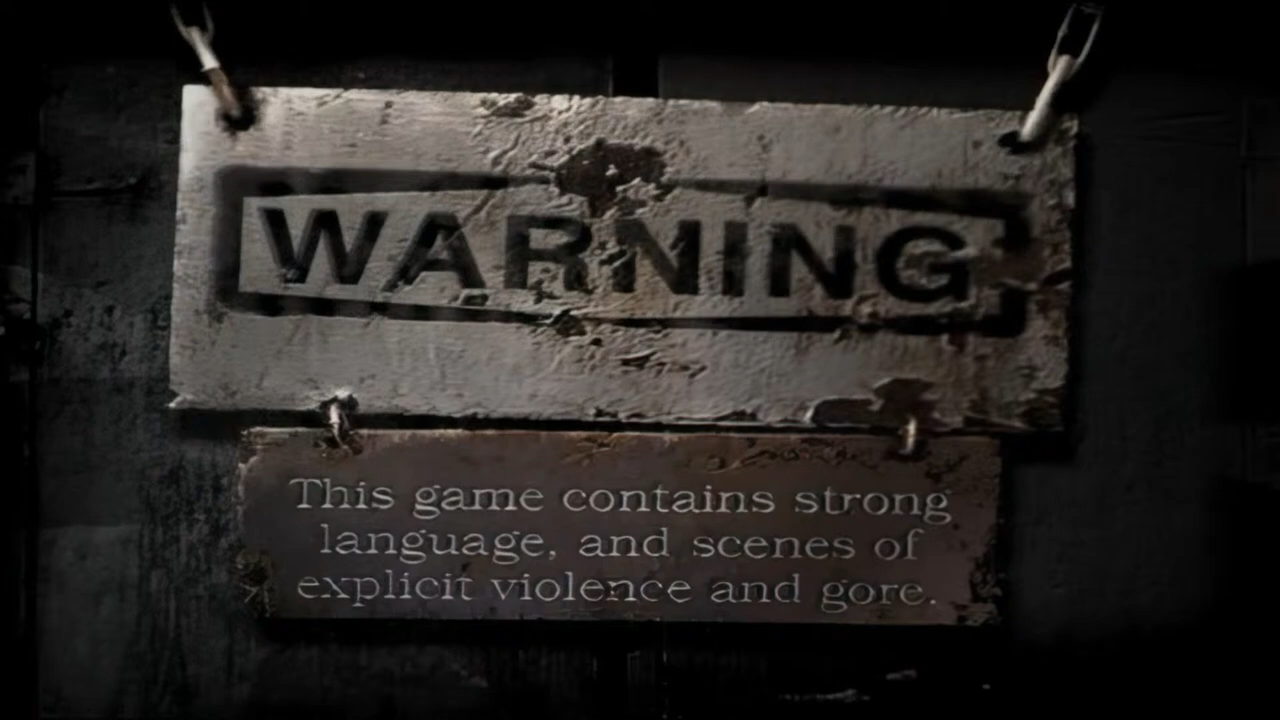 WARNING
This game contains strong
language, and scenes of
explicit violence and gore.